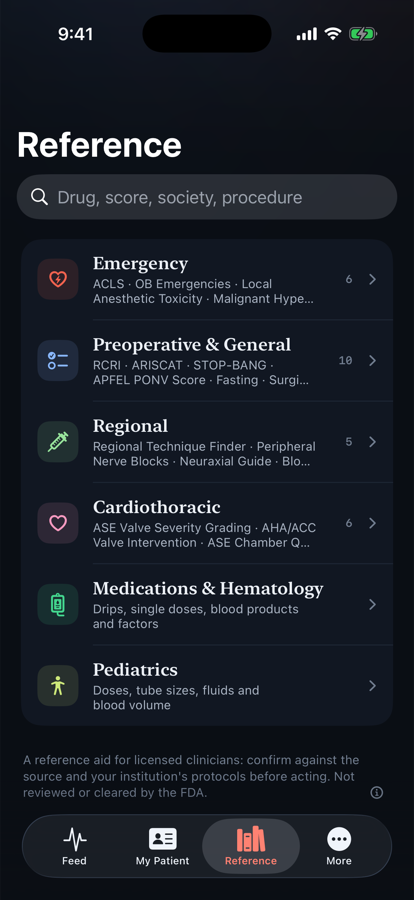 9:41
Reference
Drug, score, society, procedure
Emergency
ACLS · OB Emergencies · Local
Anesthetic Toxicity · Malignant Hype...
6
Preoperative & General
RCRI · ARISCAT · STOP-BANG ·
APFEL PONV Score · Fasting · Surgi...
10
Regional
Regional Technique Finder · Peripheral
Nerve Blocks · Neuraxial Guide · Blo...
5
Cardiothoracic
ASE Valve Severity Grading · AHA/ACC
Valve Intervention · ASE Chamber Q...
6
Medications & Hematology
Drips, single doses, blood products
and factors
Pediatrics
Doses, tube sizes, fluids and
blood volume
A reference aid for licensed clinicians: confirm against the
source and your institution's protocols before acting. Not
reviewed or cleared by the FDA.
Feed
My Patient
Reference
More